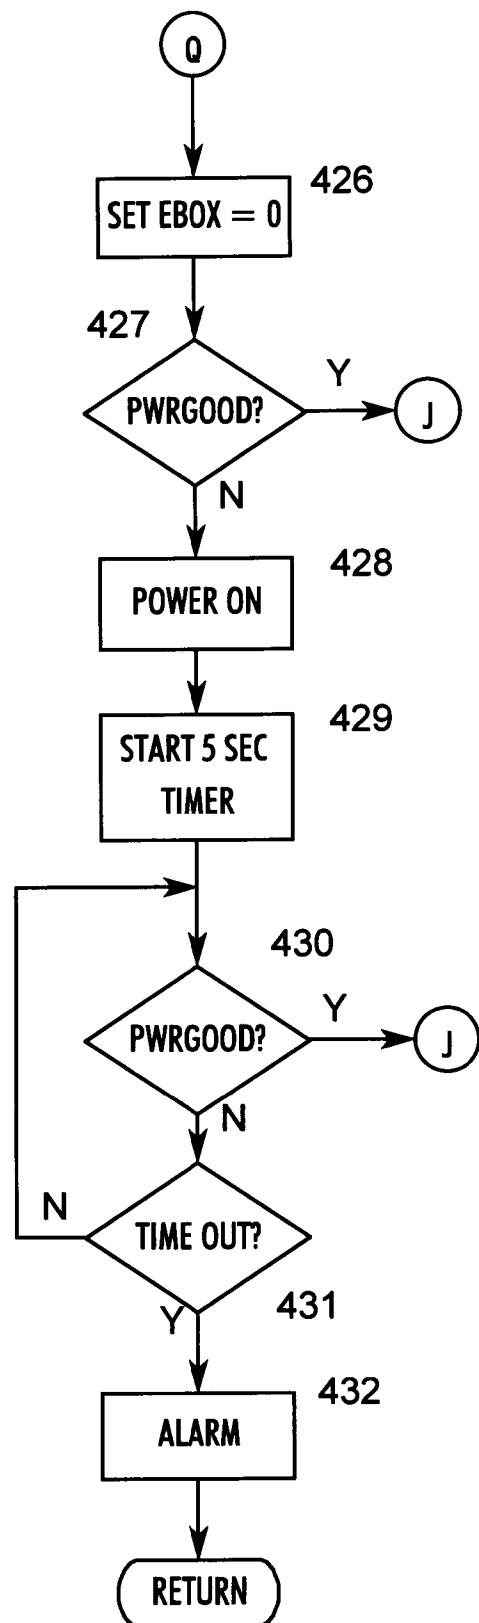 Q
426
SET EBOX = 0
427
PWRGOOD?
Y
J
N
428
POWER ON
429
START 5 SEC
TIMER
430
PWRGOOD?
Y
J
N
N
TIME OUT?
431
Y
432
ALARM
RETURN